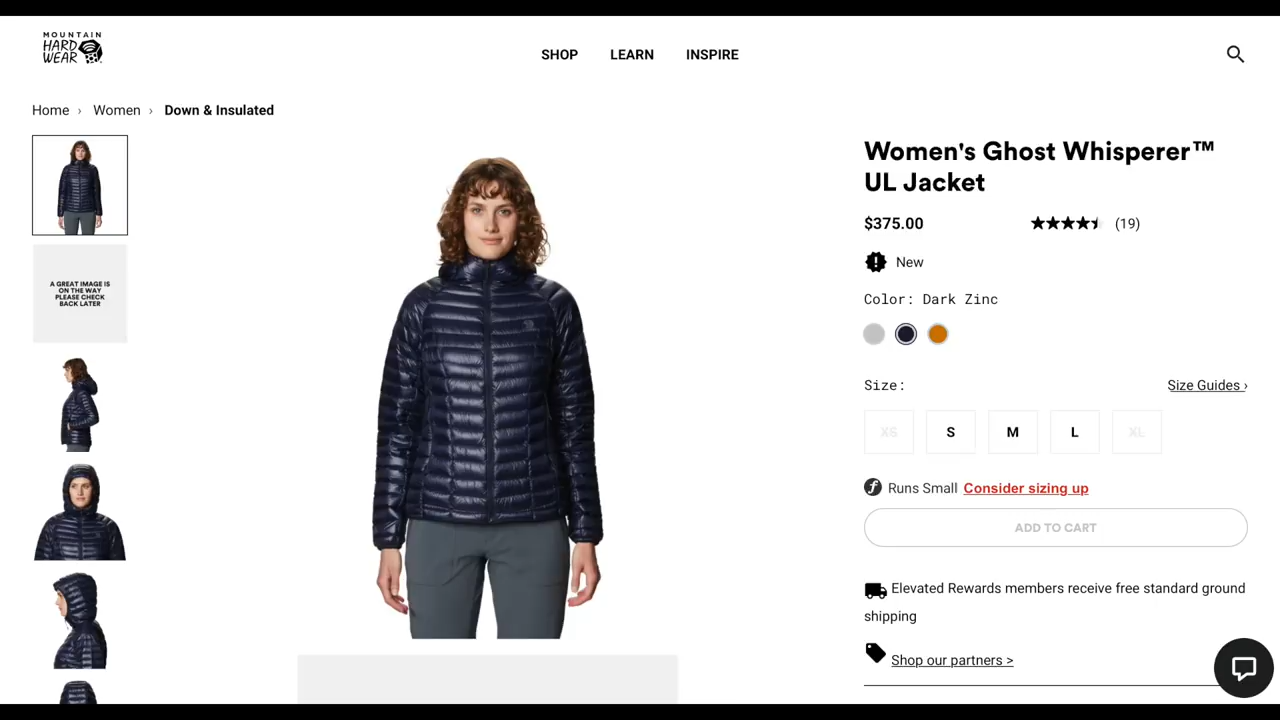 MOUNTAIN
HARD
WEAR
SHOP LEARN INSPIRE
Home › Women › Down & Insulated
A GREAT IMAGE IS
ON THE WAY
PLEASE CHECK
BACK LATER
Women's Ghost Whisperer™
UL Jacket
$375.00 (19)
New
Color: Dark Zinc
Size: Size Guides ›
XS S M L XL
Runs Small Consider sizing up
ADD TO CART
Elevated Rewards members receive free standard ground
shipping
Shop our partners >